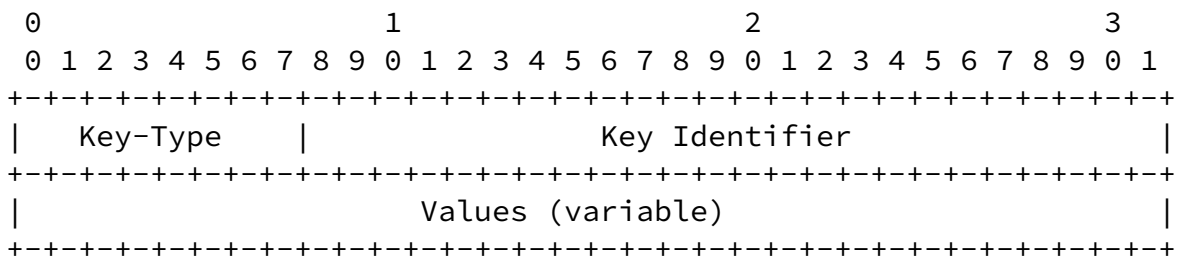 0                   1                   2                   3
 0 1 2 3 4 5 6 7 8 9 0 1 2 3 4 5 6 7 8 9 0 1 2 3 4 5 6 7 8 9 0 1
+-+-+-+-+-+-+-+-+-+-+-+-+-+-+-+-+-+-+-+-+-+-+-+-+-+-+-+-+-+-+-+-+
|   Key-Type    |                Key Identifier                 |
+-+-+-+-+-+-+-+-+-+-+-+-+-+-+-+-+-+-+-+-+-+-+-+-+-+-+-+-+-+-+-+-+
|                      Values (variable)                        |
+-+-+-+-+-+-+-+-+-+-+-+-+-+-+-+-+-+-+-+-+-+-+-+-+-+-+-+-+-+-+-+-+